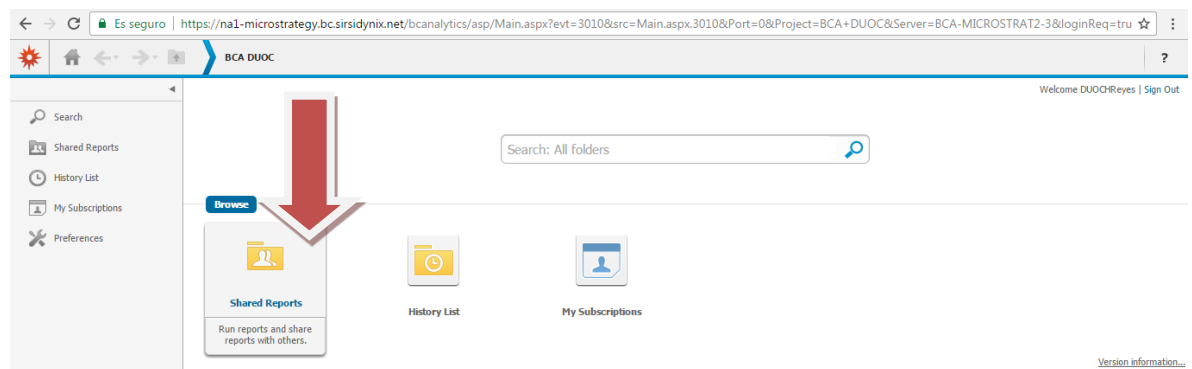 Es seguro | https://na1-microstrategy.bc.sirsidynix.net/bcanalytics/asp/Main.aspx?evt=3010&src=Main.aspx.3010&Port=0&Project=BCA+DUOC&Server=BCA-MICROSTRAT2-3&loginReq=tru
BCA DUOC
?
Welcome DUOCHReyes | Sign Out
Search
Shared Reports
History List
My Subscriptions
Preferences
Search: All folders
Browse
Shared Reports
Run reports and share
reports with others.
History List
My Subscriptions
Version information...